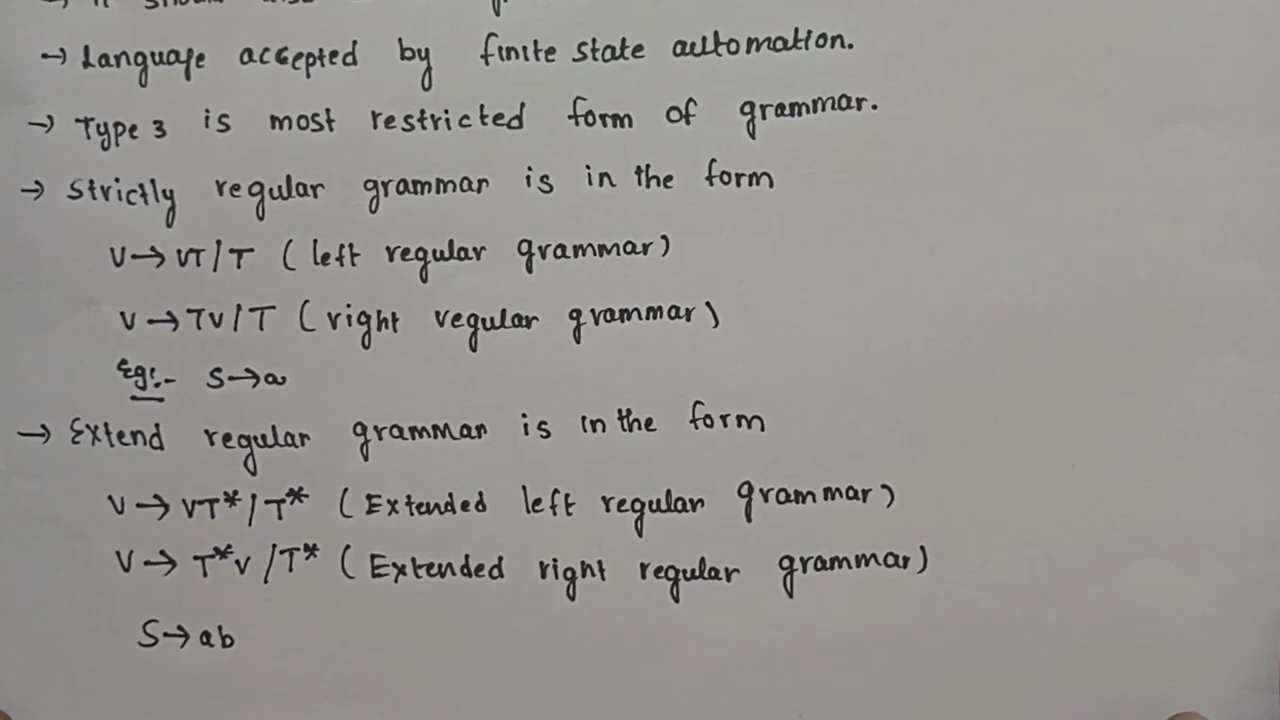 → Language accepted by finite state automation.
→ Type 3 is most restricted form of grammar.
→ Strictly regular grammar is in the form
V→VT/T (left regular grammar)
V→TV/T (right regular grammar)
Eg:- S→a
→ Extend regular grammar is in the form
V→VT*/T* (Extended left regular grammar)
V→T*V/T* (Extended right regular grammar)
S→ab